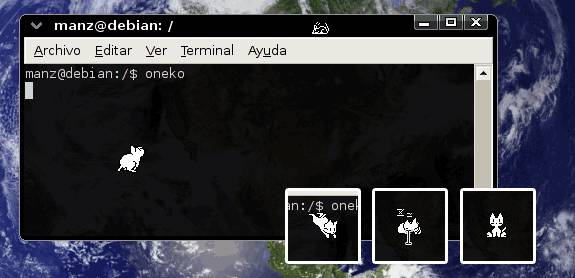 manz@debian: /
Archivo Editar Ver Terminal Ayuda
manz@debian:/$ oneko
an:/$ onek
z z